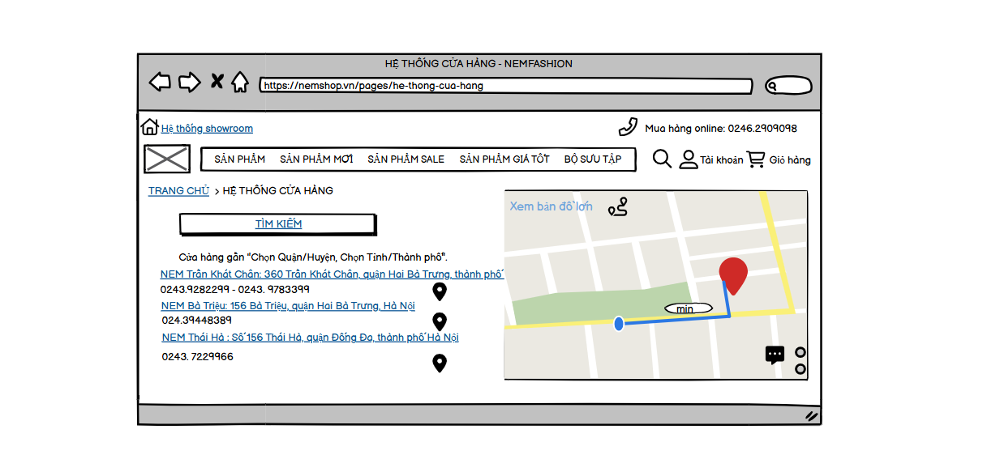 HỆ THỐNG CỬA HÀNG - NEMFASHION
https://nemshop.vn/pages/he-thong-cua-hang
Hệ thống showroom
Mua hàng online: 0246.2909098
SẢN PHẨM SẢN PHẨM MỚI SẢN PHẨM SALE SẢN PHẨM GIÁ TỐT BỘ SƯU TẬP
Tài khoản Giỏ hàng
TRANG CHỦ > HỆ THỐNG CỬA HÀNG
TÌM KIẾM
Cửa hàng gần "Chọn Quận/Huyện, Chọn Tỉnh/Thành phố".
NEM Trần Khát Chân: 360 Trần Khát Chân, quận Hai Bà Trưng, thành phố
0243.9282299 - 0243. 9783399
NEM Bà Triệu: 156 Bà Triệu, quận Hai Bà Trưng, Hà Nội
024.39448389
NEM Thái Hà : Số 156 Thái Hà, quận Đống Đa, thành phố Hà Nội
0243. 7229966
Xem bản đồ lớn
min